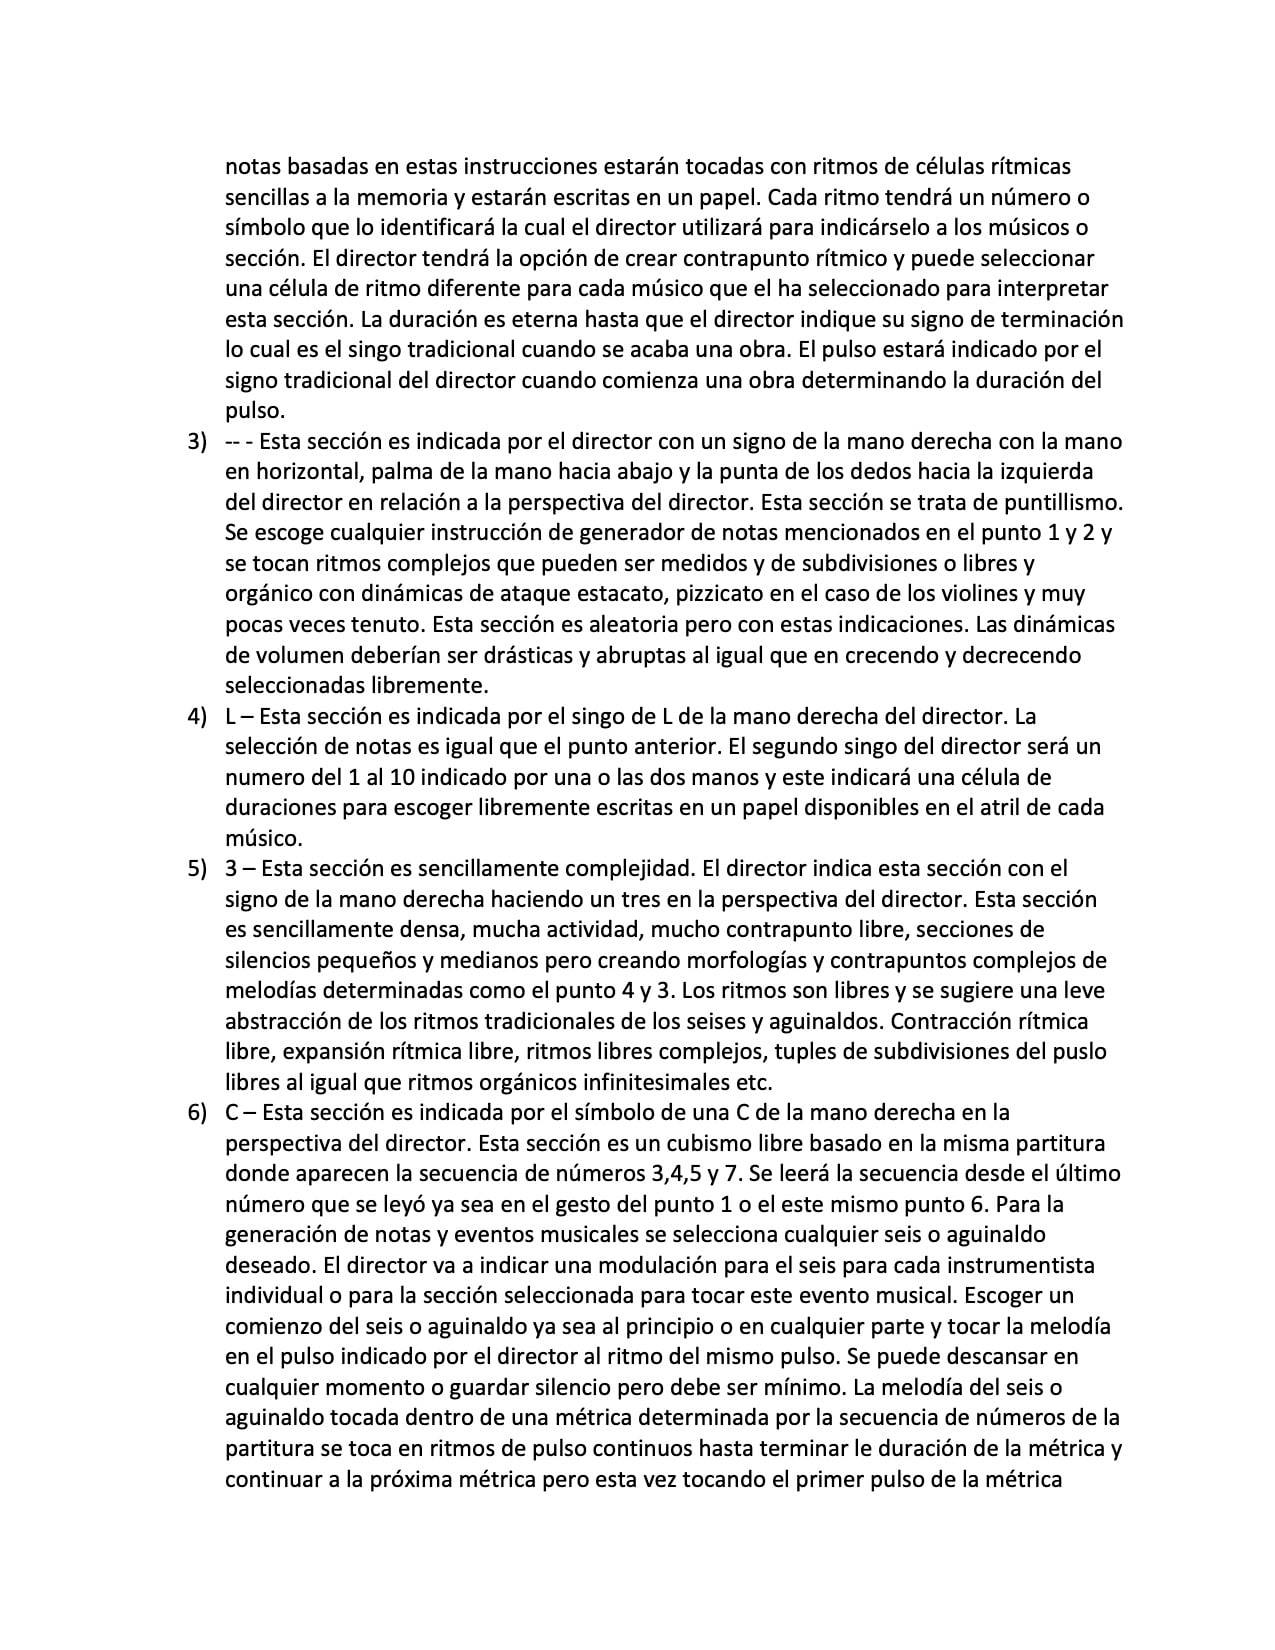 notas basadas en estas instrucciones estarán tocadas con ritmos de células rítmicas
sencillas a la memoria y estarán escritas en un papel. Cada ritmo tendrá un número o
símbolo que lo identificará la cual el director utilizará para indicárselo a los músicos o
sección. El director tendrá la opción de crear contrapunto rítmico y puede seleccionar
una célula de ritmo diferente para cada músico que el ha seleccionado para interpretar
esta sección. La duración es eterna hasta que el director indique su signo de terminación
lo cual es el singo tradicional cuando se acaba una obra. El pulso estará indicado por el
signo tradicional del director cuando comienza una obra determinando la duración del
pulso.
3) -- - Esta sección es indicada por el director con un signo de la mano derecha con la mano
en horizontal, palma de la mano hacia abajo y la punta de los dedos hacia la izquierda
del director en relación a la perspectiva del director. Esta sección se trata de puntillismo.
Se escoge cualquier instrucción de generador de notas mencionados en el punto 1 y 2 y
se tocan ritmos complejos que pueden ser medidos y de subdivisiones o libres y
orgánico con dinámicas de ataque estacato, pizzicato en el caso de los violines y muy
pocas veces tenuto. Esta sección es aleatoria pero con estas indicaciones. Las dinámicas
de volumen deberían ser drásticas y abruptas al igual que en crecendo y decrecendo
seleccionadas libremente.
4) L – Esta sección es indicada por el singo de L de la mano derecha del director. La
selección de notas es igual que el punto anterior. El segundo singo del director será un
numero del 1 al 10 indicado por una o las dos manos y este indicará una célula de
duraciones para escoger libremente escritas en un papel disponibles en el atril de cada
músico.
5) 3 – Esta sección es sencillamente complejidad. El director indica esta sección con el
signo de la mano derecha haciendo un tres en la perspectiva del director. Esta sección
es sencillamente densa, mucha actividad, mucho contrapunto libre, secciones de
silencios pequeños y medianos pero creando morfologías y contrapuntos complejos de
melodías determinadas como el punto 4 y 3. Los ritmos son libres y se sugiere una leve
abstracción de los ritmos tradicionales de los seises y aguinaldos. Contracción rítmica
libre, expansión rítmica libre, ritmos libres complejos, tuples de subdivisiones del puslo
libres al igual que ritmos orgánicos infinitesimales etc.
6) C – Esta sección es indicada por el símbolo de una C de la mano derecha en la
perspectiva del director. Esta sección es un cubismo libre basado en la misma partitura
donde aparecen la secuencia de números 3,4,5 y 7. Se leerá la secuencia desde el último
número que se leyó ya sea en el gesto del punto 1 o el este mismo punto 6. Para la
generación de notas y eventos musicales se selecciona cualquier seis o aguinaldo
deseado. El director va a indicar una modulación para el seis para cada instrumentista
individual o para la sección seleccionada para tocar este evento musical. Escoger un
comienzo del seis o aguinaldo ya sea al principio o en cualquier parte y tocar la melodía
en el pulso indicado por el director al ritmo del mismo pulso. Se puede descansar en
cualquier momento o guardar silencio pero debe ser mínimo. La melodía del seis o
aguinaldo tocada dentro de una métrica determinada por la secuencia de números de la
partitura se toca en ritmos de pulso continuos hasta terminar le duración de la métrica y
continuar a la próxima métrica pero esta vez tocando el primer pulso de la métrica